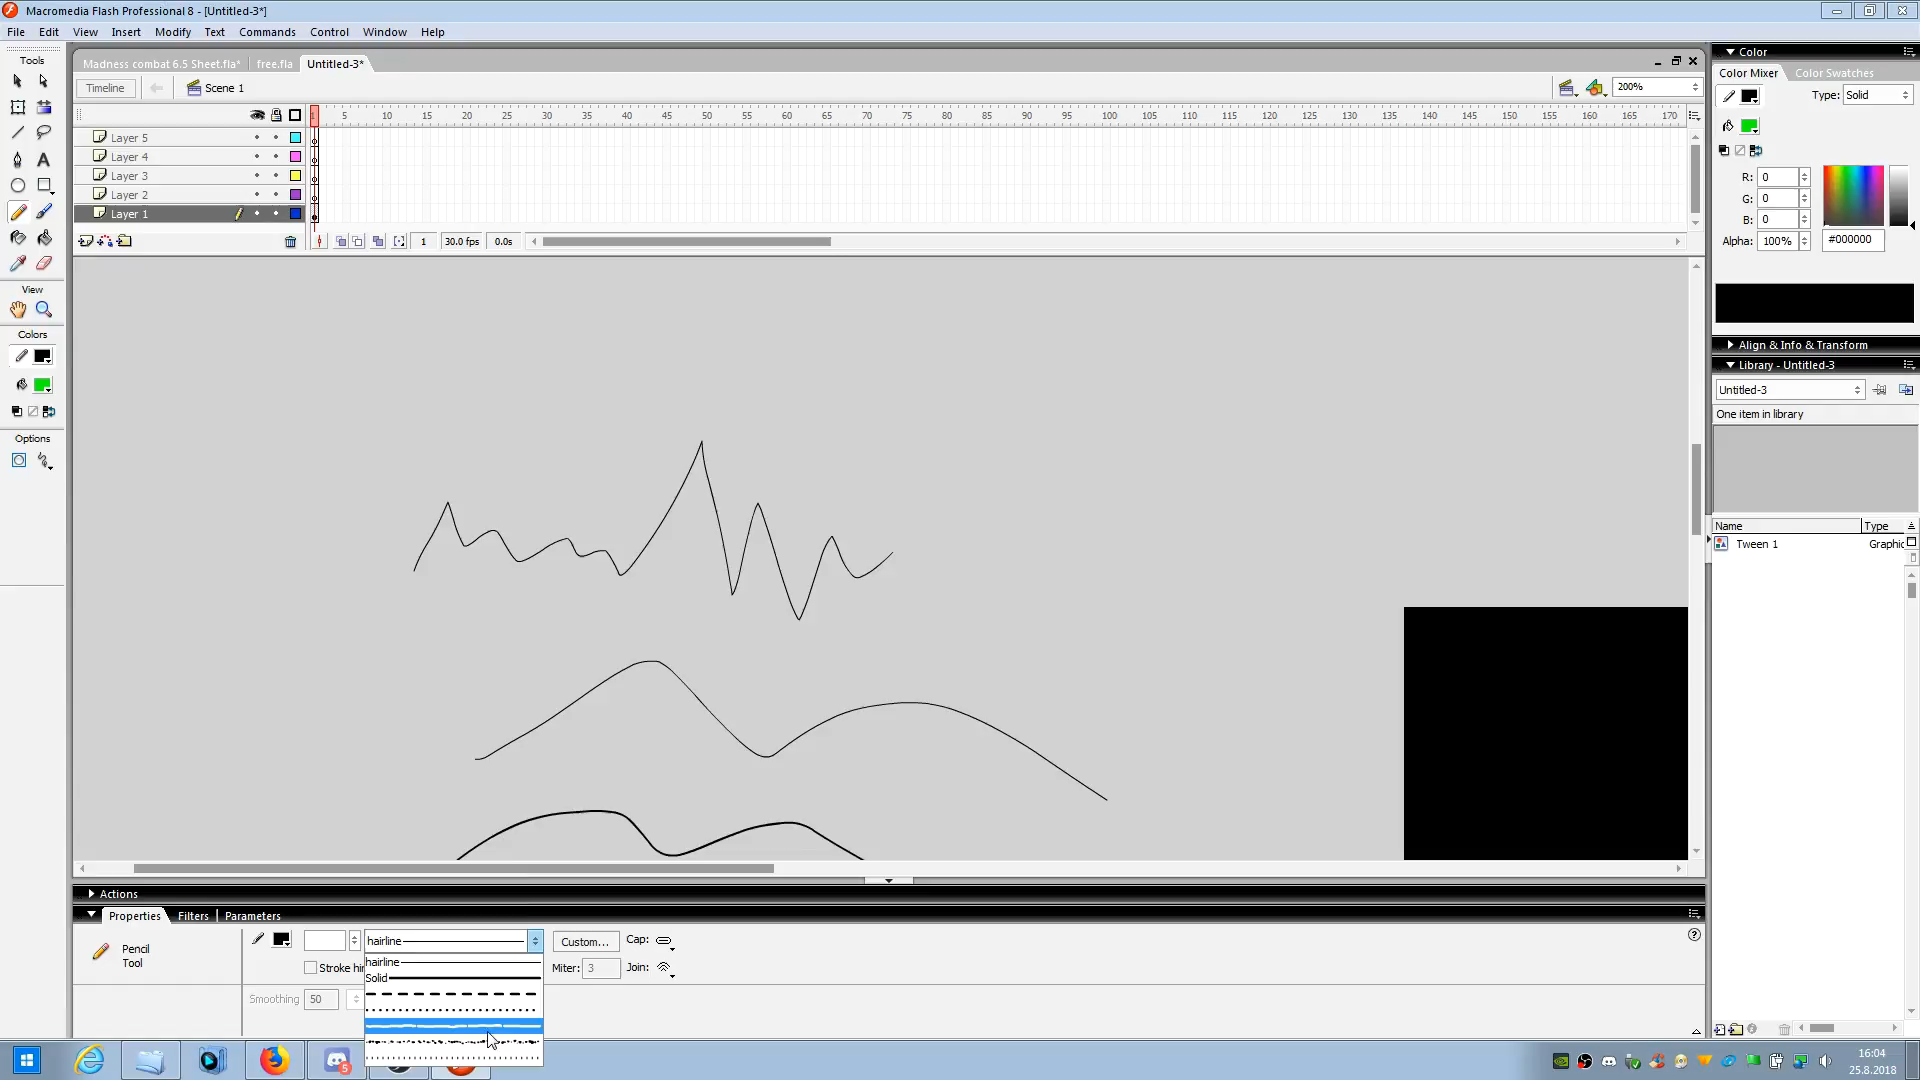 Macromedia Flash Professional 8 - [Untitled-3*]
File Edit View Insert Modify Text Commands Control Window Help
Tools
Madness combat 6.5 Sheet.fla* free.fla Untitled-3*
Timeline Scene 1 200%
1 5 10 15 20 25 30 35 40 45 50 55 60 65 70 75 80 85 90 95 100 105 110 115 120 125 130 135 140 145 150 155 160 165 170
Layer 5
Layer 4
Layer 3
Layer 2
Layer 1
1 30.0 fps 0.0s
View
Colors
Options
Color
Color Mixer Color Swatches
Type: Solid
R: 0
G: 0
B: 0
Alpha: 100% #000000
Align & Info & Transform
Library - Untitled-3
Untitled-3
One item in library
Name Type
Tween 1 Graphic
Actions
Properties Filters Parameters
Pencil
Tool
hairline Custom... Cap:
Stroke hin Miter: 3 Join:
Smoothing 50
hairline
Solid
5
16:04
25.8.2018